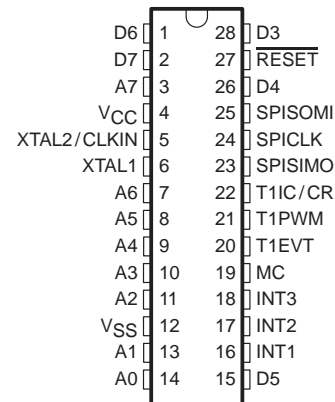 D6 1 28 D3
D7 2 27 RESET
A7 3 26 D4
VCC 4 25 SPISOMI
XTAL2/CLKIN 5 24 SPICLK
XTAL1 6 23 SPISIMO
A6 7 22 T1IC/CR
A5 8 21 T1PWM
A4 9 20 T1EVT
A3 10 19 MC
A2 11 18 INT3
VSS 12 17 INT2
A1 13 16 INT1
A0 14 15 D5